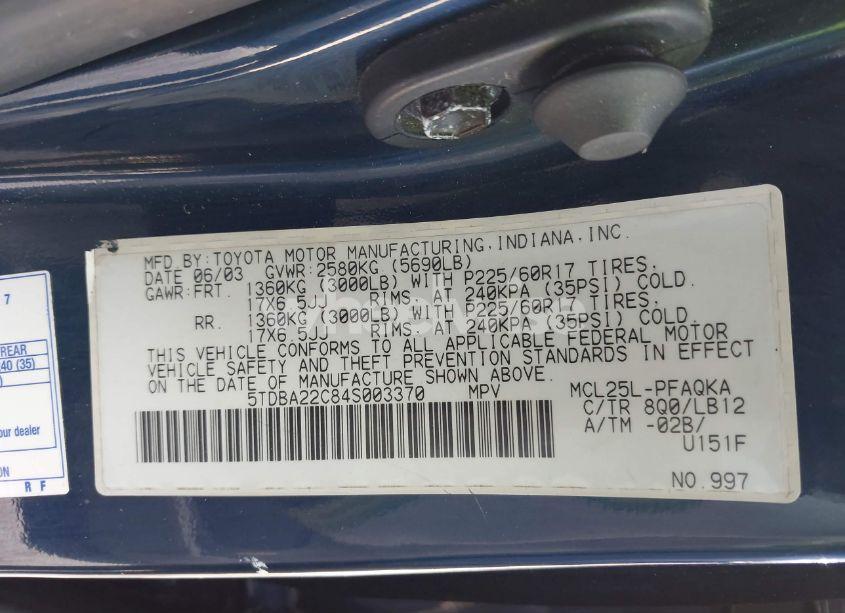 MFD.BY:TOYOTA MOTOR MANUFACTURING,INDIANA,INC.
DATE 06/03 GVWR:2580KG (5690LB)
GAWR:FRT. 1360KG (3000LB) WITH P225/60R17 TIRES.
17X6.5JJ RIMS. AT 240KPA (35PSI) COLD.
RR. 1360KG (3000LB) WITH P225/60R17 TIRES.
17X6.5JJ RIMS. AT 240KPA (35PSI) COLD.
THIS VEHICLE CONFORMS TO ALL APPLICABLE FEDERAL MOTOR
VEHICLE SAFETY AND THEFT PREVENTION STANDARDS IN EFFECT
ON THE DATE OF MANUFACTURE SHOWN ABOVE.
5TDBA22C84S003370 MPV
MCL25L-PFAQKA
C/TR 8Q0/LB12
A/TM -02B/
U151F
NO.997
7
REAR
40 (35)
)
our dealer
ON
R F